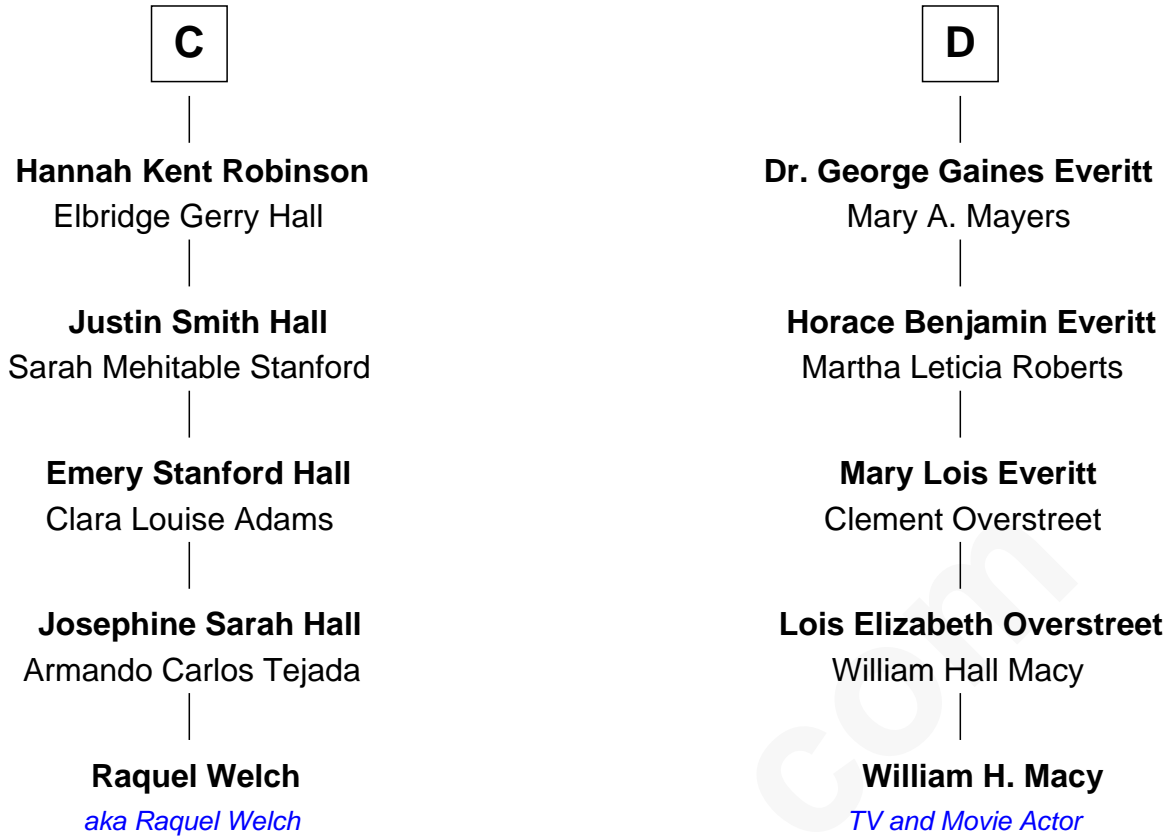 C
Hannah Kent Robinson
Elbridge Gerry Hall
Justin Smith Hall
Sarah Mehitable Stanford
Emery Stanford Hall
Clara Louise Adams
Josephine Sarah Hall
Armando Carlos Tejada
Raquel Welch
aka Raquel Welch
D
Dr. George Gaines Everitt
Mary A. Mayers
Horace Benjamin Everitt
Martha Leticia Roberts
Mary Lois Everitt
Clement Overstreet
Lois Elizabeth Overstreet
William Hall Macy
William H. Macy
TV and Movie Actor
com